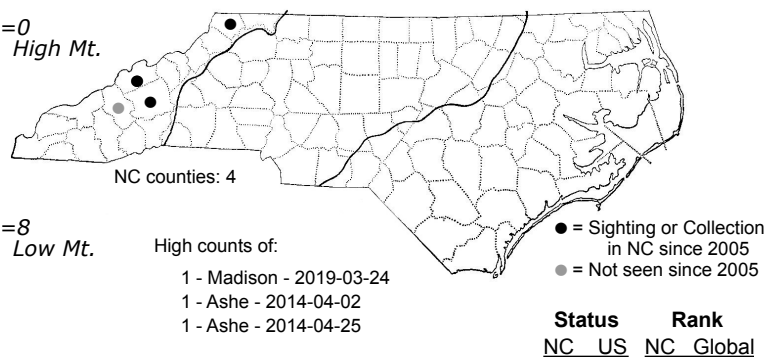 =0
High Mt.
NC counties: 4
=8
Low Mt.
High counts of:
1 - Madison - 2019-03-24
1 - Ashe - 2014-04-02
1 - Ashe - 2014-04-25
● = Sighting or Collection
in NC since 2005
● = Not seen since 2005
Status Rank
NC US NC Global